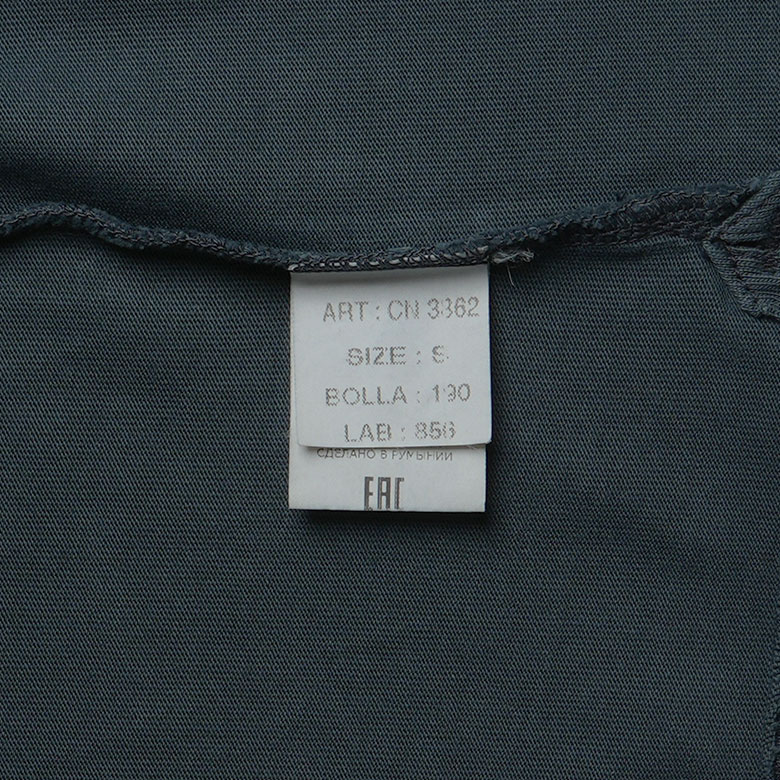 ART : CN 3362
SIZE : S
BOLLA : 190
LAB : 856
СДЕЛАНО В РУМЫНИИ
EAC